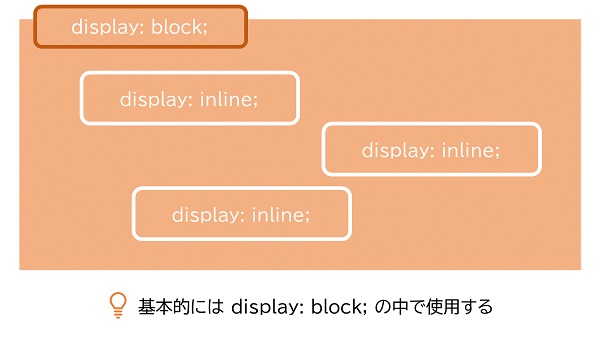 display: block;
display: inline;
display: inline;
display: inline;
基本的には display: block; の中で使用する